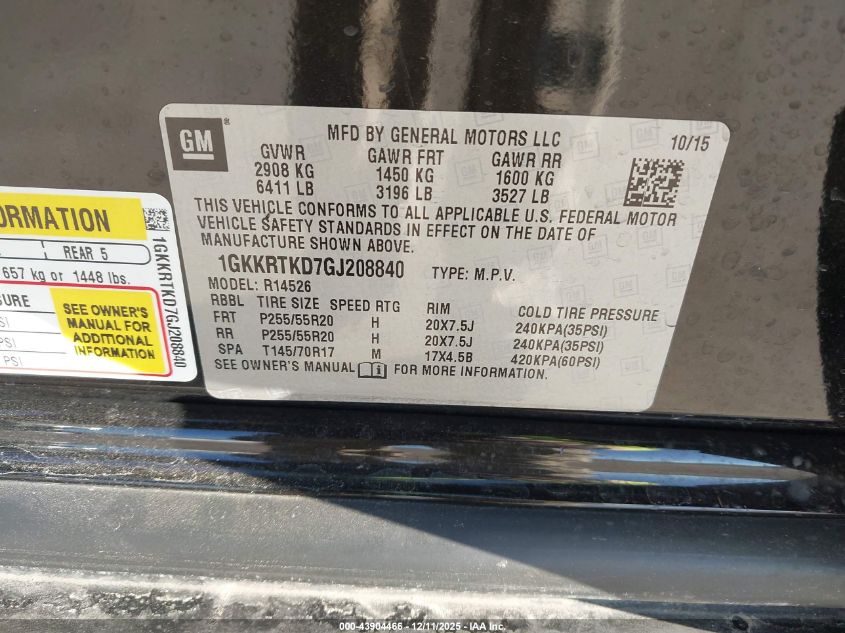 GM®
MFD BY GENERAL MOTORS LLC
10/15
GVWR GAWR FRT GAWR RR
2908 KG 1450 KG 1600 KG
6411 LB 3196 LB 3527 LB
THIS VEHICLE CONFORMS TO ALL APPLICABLE U.S. FEDERAL MOTOR
VEHICLE SAFETY STANDARDS IN EFFECT ON THE DATE OF
MANUFACTURE SHOWN ABOVE.
1GKKRTKD7GJ208840 TYPE: M.P.V.
MODEL: R14526
RBBL TIRE SIZE SPEED RTG RIM COLD TIRE PRESSURE
FRT P255/55R20 H 20X7.5J 240KPA(35PSI)
RR P255/55R20 H 20X7.5J 240KPA(35PSI)
SPA T145/70R17 M 17X4.5B 420KPA(60PSI)
SEE OWNER'S MANUAL FOR MORE INFORMATION.
ORMATION
REAR 5
657 kg or 1448 lbs.
SURE
SEE OWNER'S
MANUAL FOR
ADDITIONAL
INFORMATION
PSI
PSI
1GKKRTKD7GJ208840
000-43904466 - 12/11/2025 - IAA Inc.